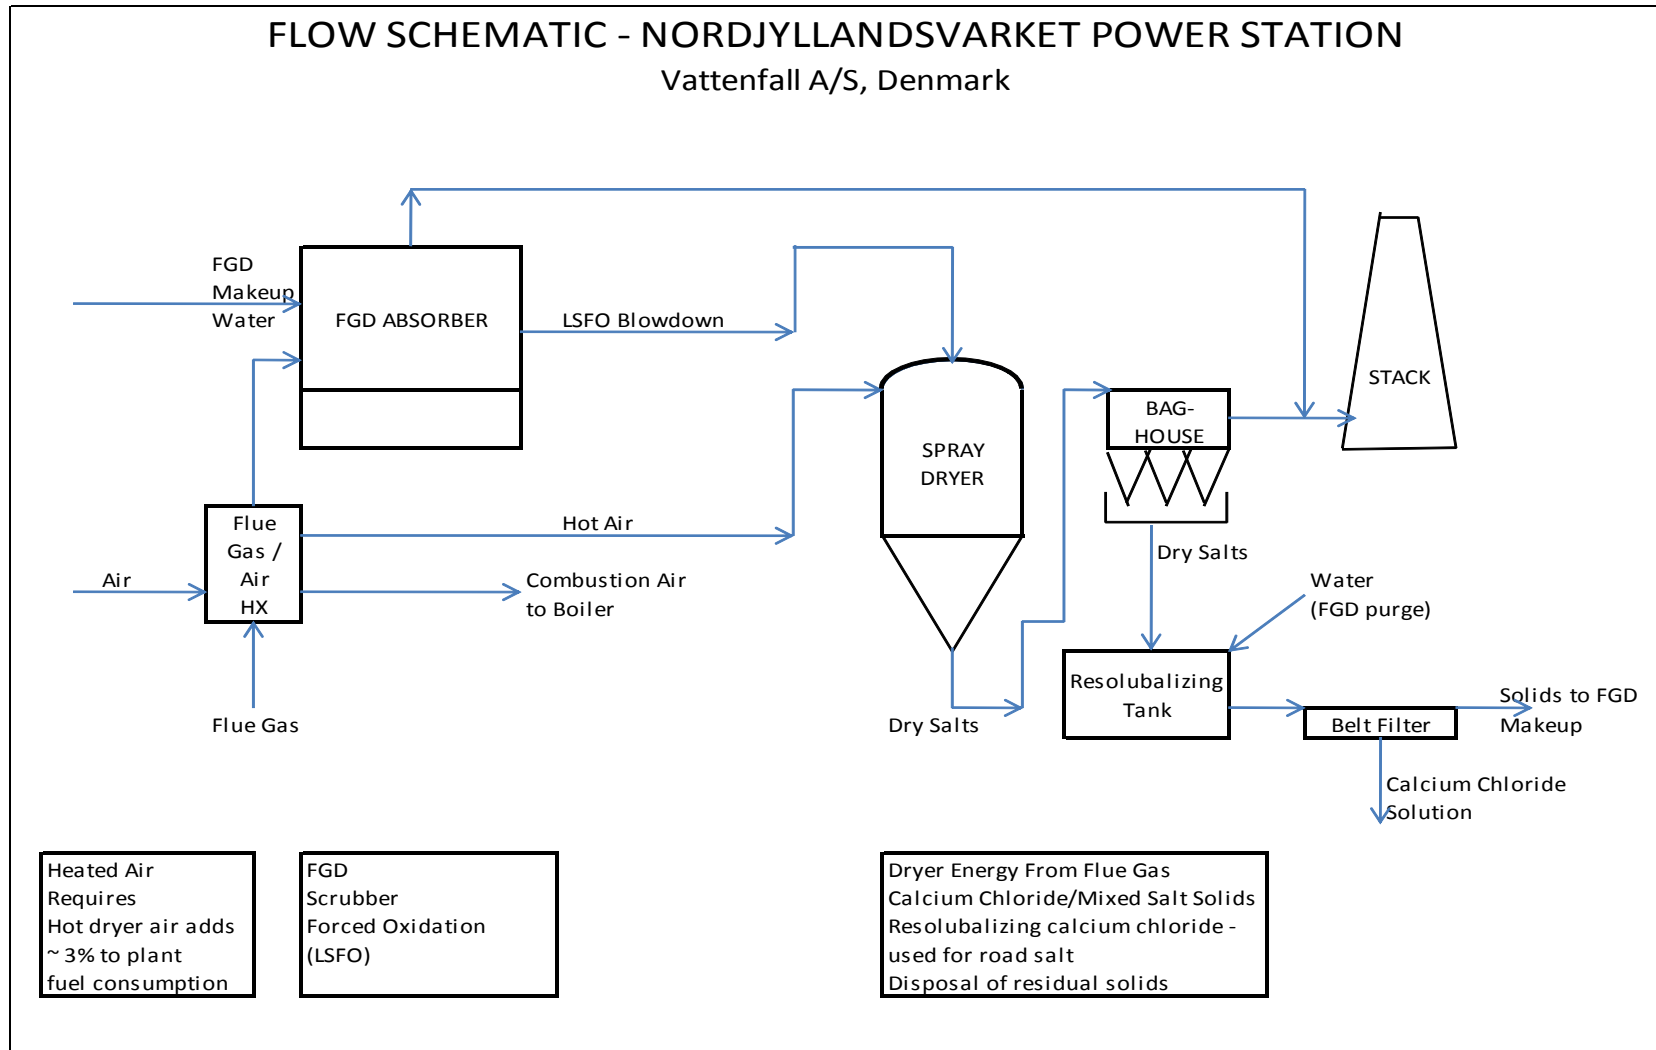 FLOW SCHEMATIC - NORDJYLLANDSVARKET POWER STATION
Vattenfall A/S, Denmark
FGD
Makeup
Water
FGD ABSORBER
LSFO Blowdown
STACK
BAG-
HOUSE
SPRAY
DRYER
Flue
Gas /
Air
HX
Hot Air
Air
Combustion Air
to Boiler
Dry Salts
Water
(FGD purge)
Flue Gas
Dry Salts
Resolubalizing
Tank
Belt Filter
Solids to FGD
Makeup
Calcium Chloride
Solution
Heated Air
Requires
Hot dryer air adds
~ 3% to plant
fuel consumption
FGD
Scrubber
Forced Oxidation
(LSFO)
Dryer Energy From Flue Gas
Calcium Chloride/Mixed Salt Solids
Resolubalizing calcium chloride -
used for road salt
Disposal of residual solids